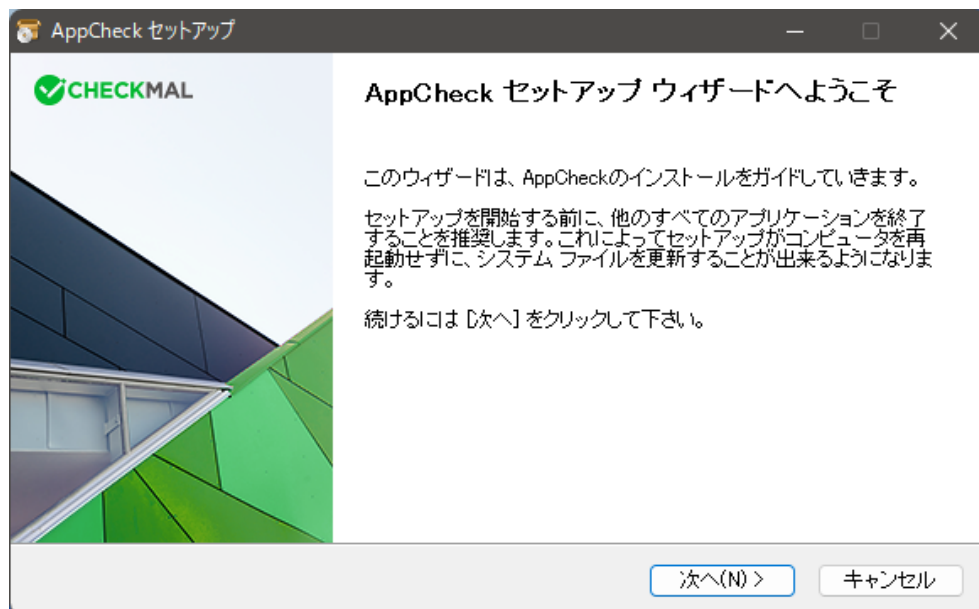 AppCheck セットアップ
CHECKMAL
AppCheck セットアップ ウィザードへようこそ
このウィザードは、AppCheckのインストールをガイドしていきます。
セットアップを開始する前に、他のすべてのアプリケーションを終了
することを推奨します。これによってセットアップがコンピュータを再
起動せずに、システム ファイルを更新することが出来るようになりま
す。
続けるには [次へ] をクリックして下さい。
次へ(N) >
キャンセル